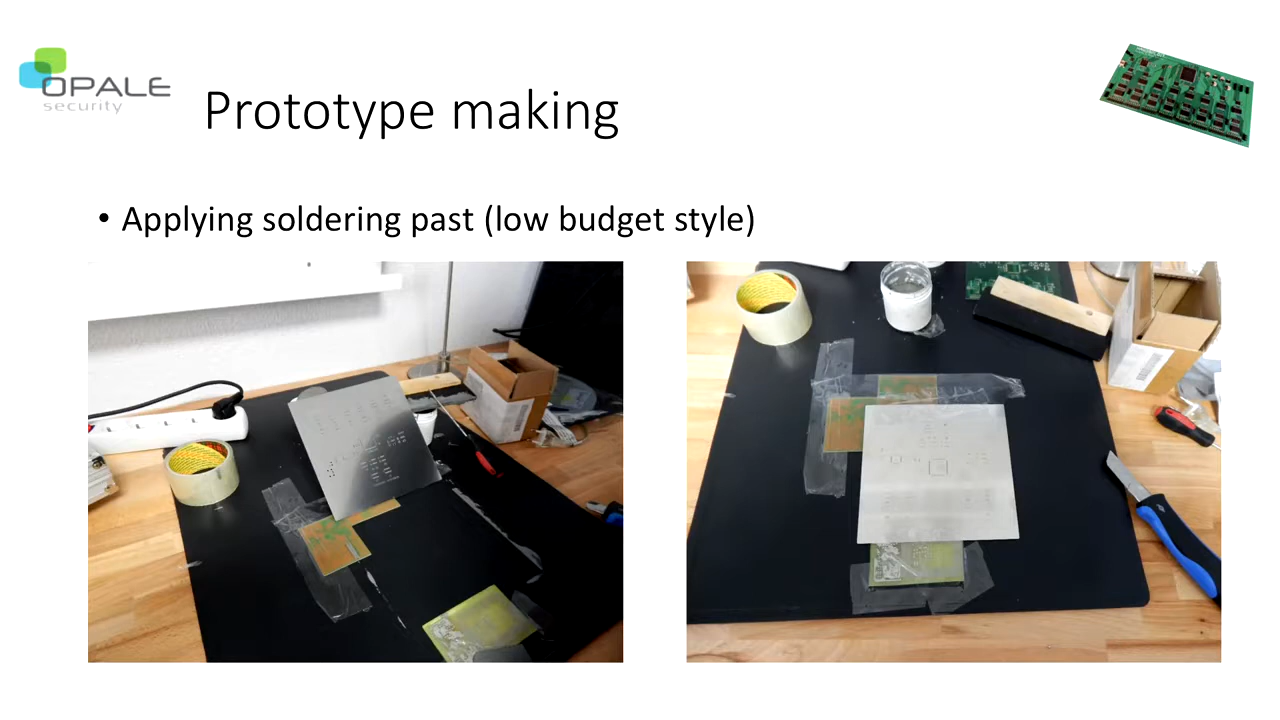 OPALE
security
Prototype making
• Applying soldering past (low budget style)